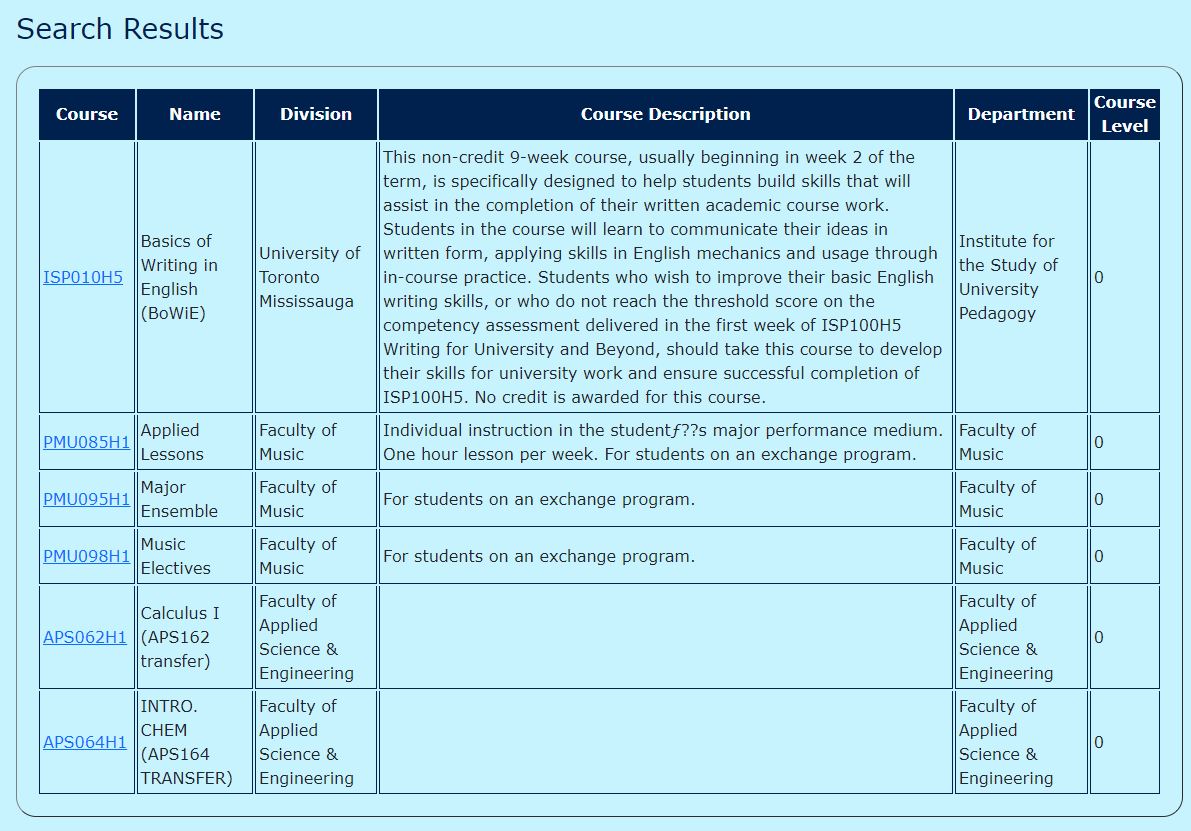 Search Results
Course Name Division Course Description Department Course Level
ISP010H5
Basics of
Writing in
English
(BoWiE)
University of
Toronto
Mississauga
This non-credit 9-week course, usually beginning in week 2 of the
term, is specifically designed to help students build skills that will
assist in the completion of their written academic course work.
Students in the course will learn to communicate their ideas in
written form, applying skills in English mechanics and usage through
in-course practice. Students who wish to improve their basic English
writing skills, or who do not reach the threshold score on the
competency assessment delivered in the first week of ISP100H5
Writing for University and Beyond, should take this course to develop
their skills for university work and ensure successful completion of
ISP100H5. No credit is awarded for this course.
Institute for
the Study of
University
Pedagogy
0
PMU085H1
Applied
Lessons
Faculty of
Music
Individual instruction in the studentƒ??s major performance medium.
One hour lesson per week. For students on an exchange program.
Faculty of
Music
0
PMU095H1
Major
Ensemble
Faculty of
Music
For students on an exchange program.
Faculty of
Music
0
PMU098H1
Music
Electives
Faculty of
Music
For students on an exchange program.
Faculty of
Music
0
APS062H1
Calculus I
(APS162
transfer)
Faculty of
Applied
Science &
Engineering
Faculty of
Applied
Science &
Engineering
0
APS064H1
INTRO.
CHEM
(APS164
TRANSFER)
Faculty of
Applied
Science &
Engineering
Faculty of
Applied
Science &
Engineering
0